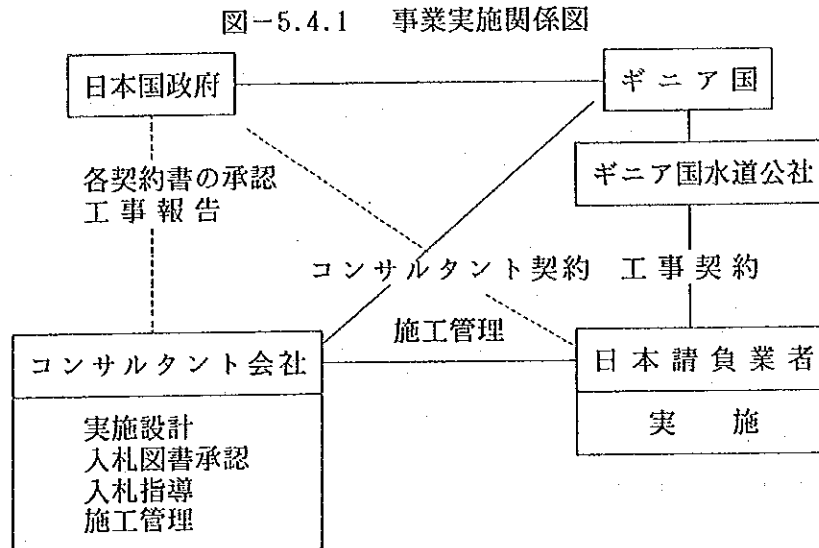 図-5.4.1 事業実施関係図
日本国政府
ギニア国
各契約書の承認
工事報告
ギニア国水道公社
コンサルタント契約
工事契約
施工管理
コンサルタント会社
日本請負業者
実施設計
入札図書承認
入札指導
施工管理
実施